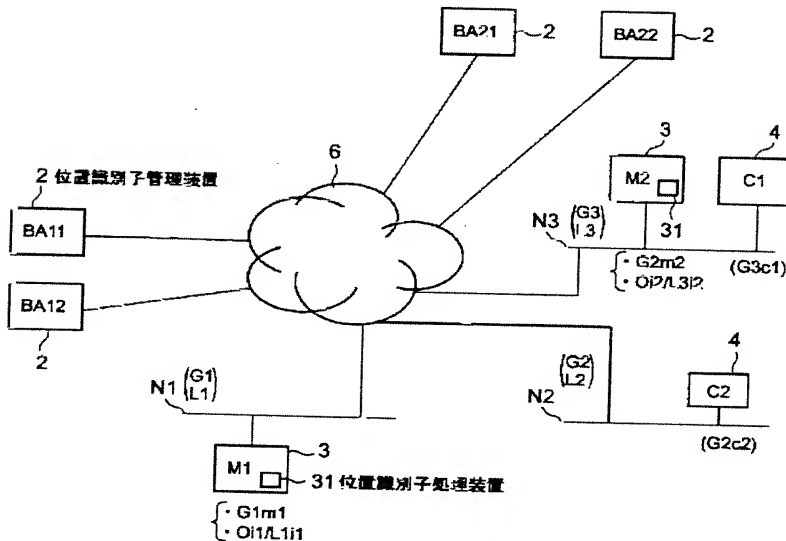 BA21
2
BA22
2
6
3
4
2 位置識別子管理装置
M2
C1
BA11
31
N3
(G3
L3)
・G2m2
・Oi2/L3i2
(G3c1)
BA12
2
4
(G2
L2)
C2
N1
(G1
L1)
N2
(G2c2)
3
M1
31 位置識別子処理装置
・G1m1
・Oi1/L1i1